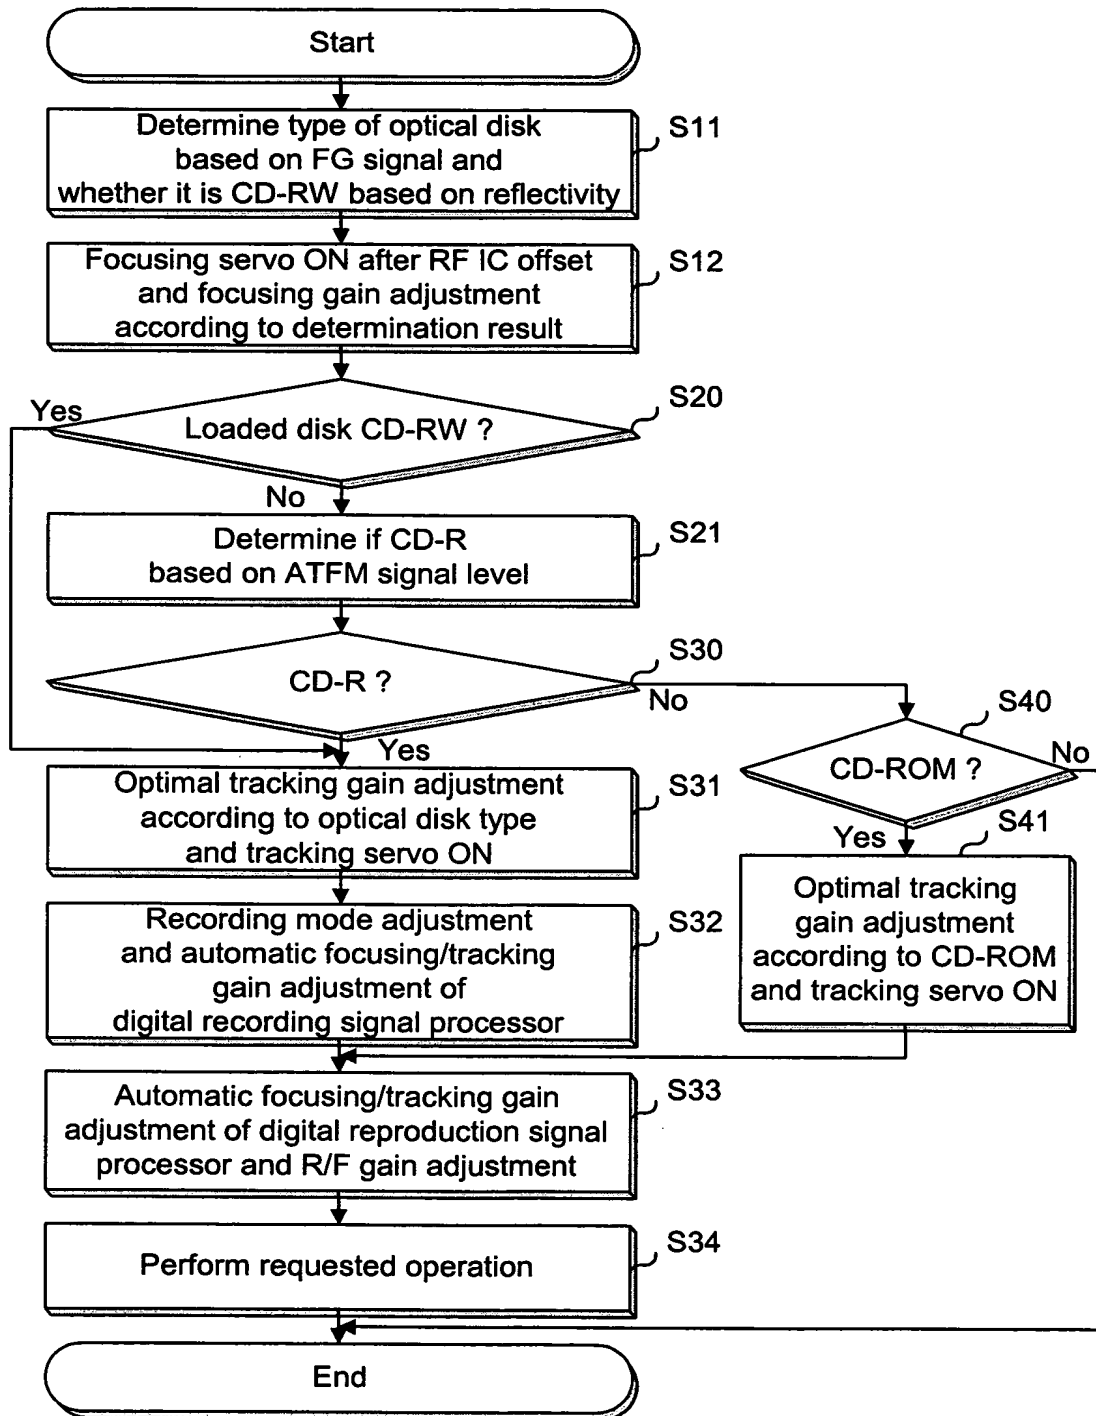 Start
Determine type of optical disk
based on FG signal and
whether it is CD-RW based on reflectivity
S11
Focusing servo ON after RF IC offset
and focusing gain adjustment
according to determination result
S12
Yes
Loaded disk CD-RW ?
S20
No
Determine if CD-R
based on ATFM signal level
S21
CD-R ?
S30
No
Yes
CD-ROM ?
S40
No
Yes
Optimal tracking gain adjustment
according to optical disk type
and tracking servo ON
S31
Optimal tracking
gain adjustment
according to CD-ROM
and tracking servo ON
S41
Recording mode adjustment
and automatic focusing/tracking
gain adjustment of
digital recording signal processor
S32
Automatic focusing/tracking gain
adjustment of digital reproduction signal
processor and R/F gain adjustment
S33
Perform requested operation
S34
End